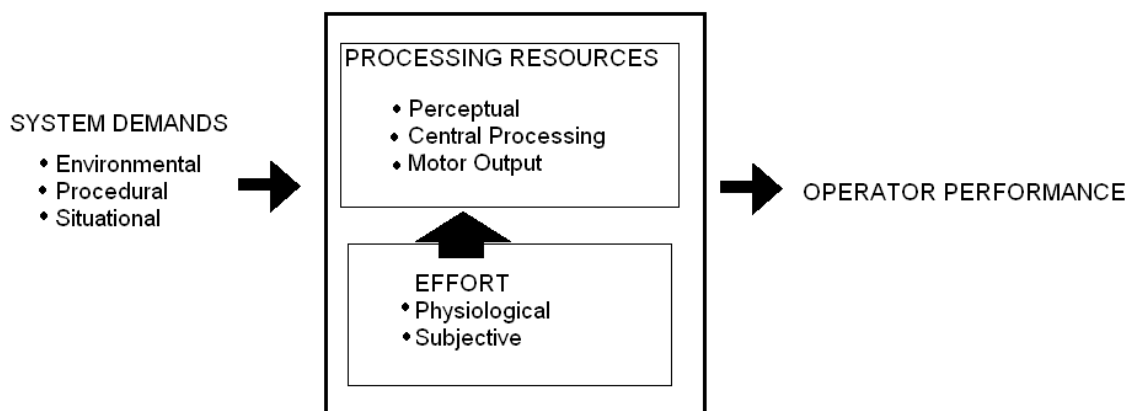 SYSTEM DEMANDS
• Environmental
• Procedural
• Situational
PROCESSING RESOURCES
• Perceptual
• Central Processing
• Motor Output
EFFORT
• Physiological
• Subjective
OPERATOR PERFORMANCE